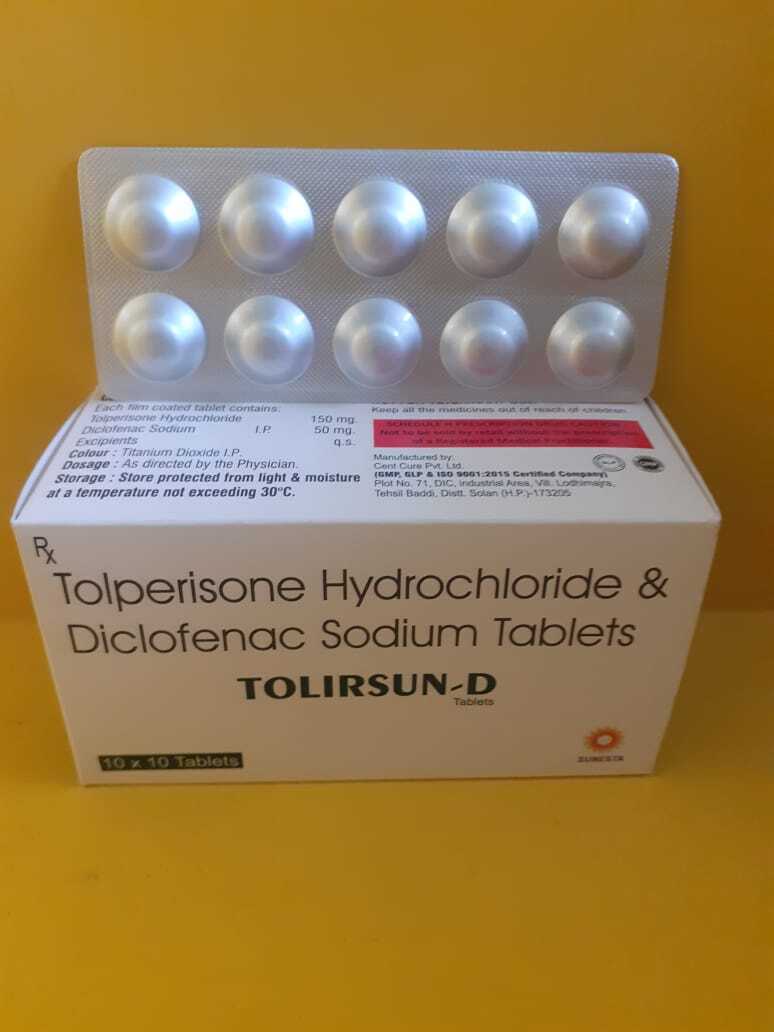 Each film coated tablet contains:
Tolperisone Hydrochloride 150 mg.
Diclofenac Sodium I.P. 50 mg.
Excipients q.s.
Colour : Titanium Dioxide I.P.
Dosage : As directed by the Physician.
Storage : Store protected from light & moisture
at a temperature not exceeding 30°C.
Keep all the medicines out of reach of children
SCHEDULE H PRESCRIPTION DRUG CAUTION
Not to be sold by retail without the prescription
of a Registered Medical Practitioner.
Manufactured by:
Cent Cure Pvt. Ltd.
(GMP, GLP & ISO 9001:2015 Certified Company)
Plot No. 71, DIC, industrial Area, Vill. Lodhimajra,
Tehsil Baddi, Distt. Solan (H.P.)-173205
Rx
Tolperisone Hydrochloride &
Diclofenac Sodium Tablets
TOLIRSUN-D
Tablets
10 x 10 Tablets
SUNESTA